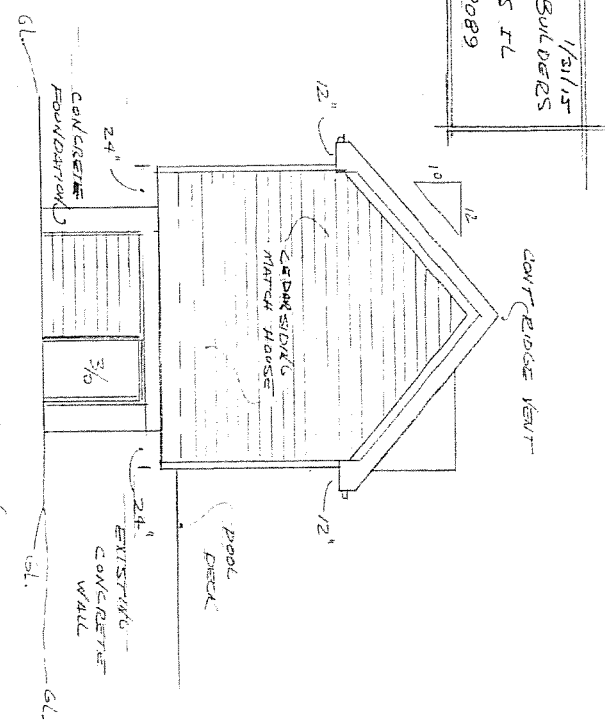 1/31/15
BUILDERS
S IL
CONT RIDGE VENT
10
12
12"
12"
CEDAR SIDING
MATCH HOUSE
POOL
DECK
24"
24"
CONCRETE
FOUNDATION
3/0
EXISTING
CONCRETE
WALL
GL.
GL.
GL.